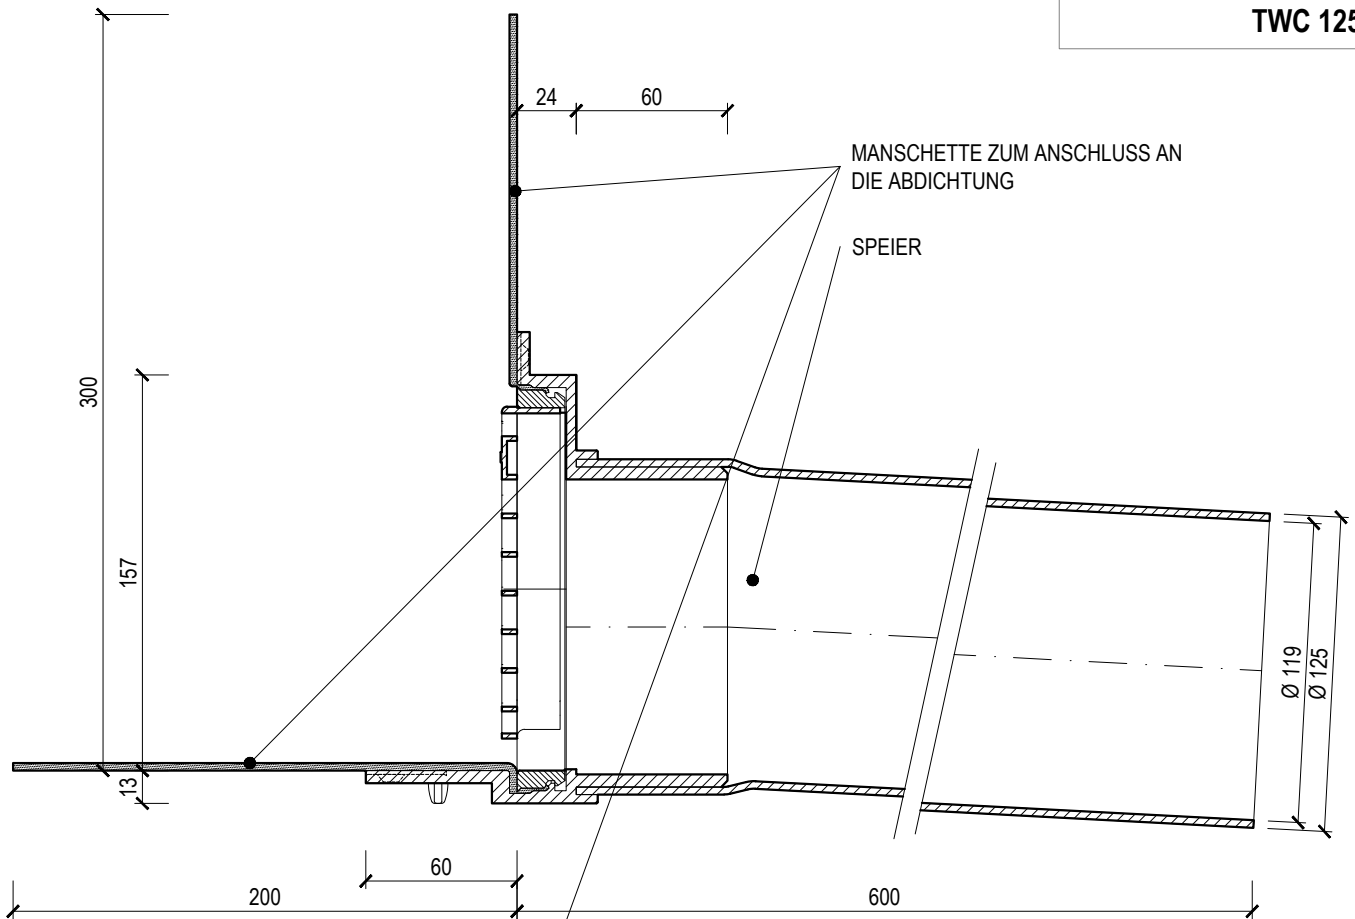 TWC 125
24
60
MANSCHETTE ZUM ANSCHLUSS AN
DIE ABDICHTUNG
SPEIER
300
157
13
Ø 119
Ø 125
60
200
600